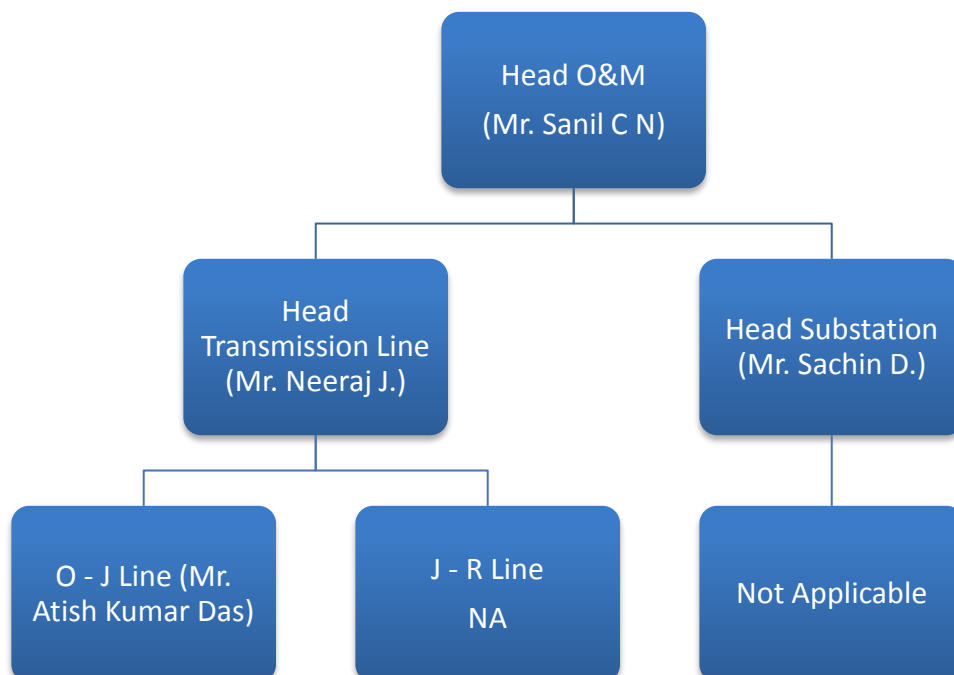 Head O&M
(Mr. Sanil C N)
Head
Transmission Line
(Mr. Neeraj J.)
Head Substation
(Mr. Sachin D.)
O - J Line (Mr.
Atish Kumar Das)
J - R Line
NA
Not Applicable